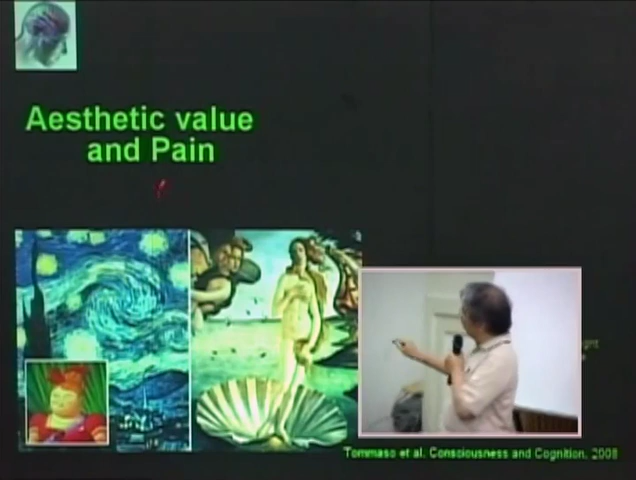 Aesthetic value
and Pain
Tommaso et al. Consciousness and Cognition. 2008